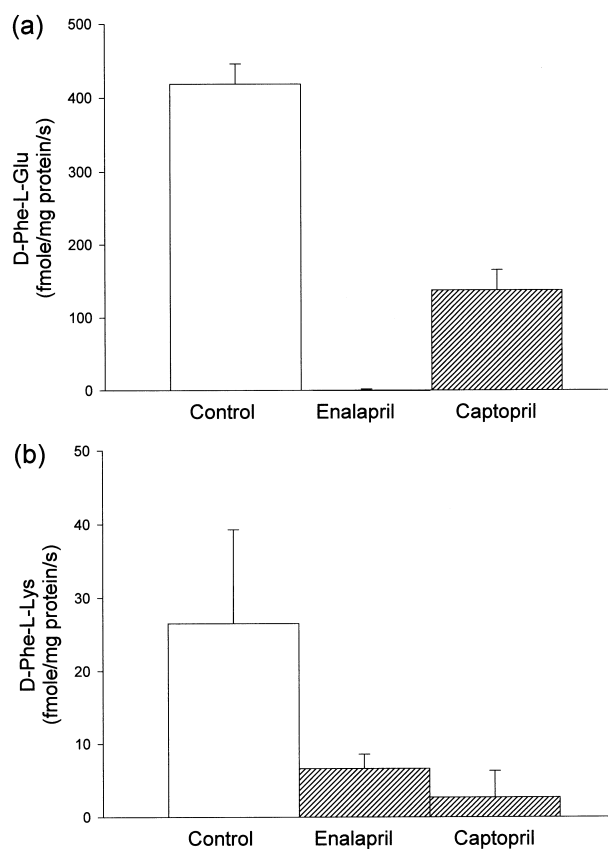 (a)
D-Phe-L-Glu
(fmole/mg protein/s)
500
400
300
200
100
0
Control Enalapril Captopril
(b)
D-Phe-L-Lys
(fmole/mg protein/s)
50
40
30
20
10
0
Control Enalapril Captopril